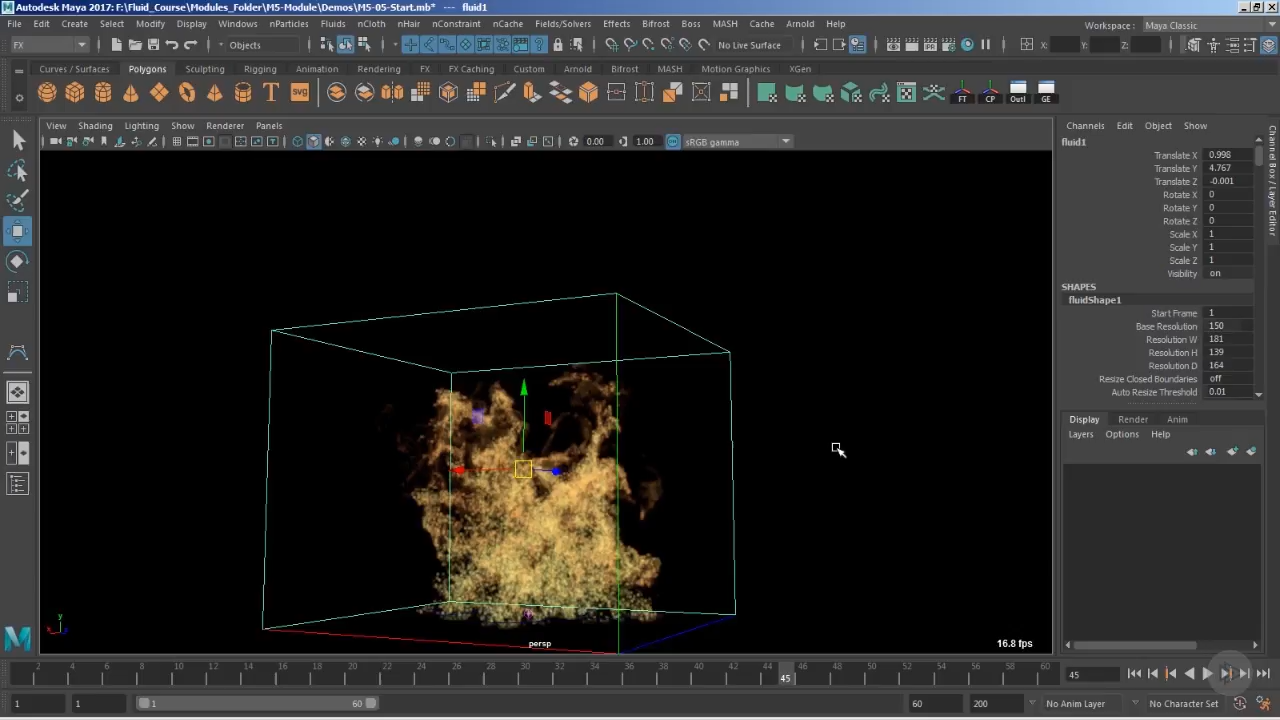 Autodesk Maya 2017: F:\Fluid_Course\Modules_Folder\M5-Module\Demos\M5-05-Start.mb* --- fluid1
File Edit Create Select Modify Display Windows nParticles Fluids nCloth nHair nConstraint nCache Fields/Solvers Effects Bifrost Boss MASH Cache Arnold Help
Workspace : Maya Classic
FX Objects No Live Surface X: Y: Z:
Curves / Surfaces Polygons Sculpting Rigging Animation Rendering FX FX Caching Custom Arnold Bifrost MASH Motion Graphics XGen
T SVG FT CP Outl GE
View Shading Lighting Show Renderer Panels
0.00 1.00 sRGB gamma
Channels Edit Object Show
fluid1
Translate X 0.998
Translate Y 4.767
Translate Z -0.001
Rotate X 0
Rotate Y 0
Rotate Z 0
Scale X 1
Scale Y 1
Scale Z 1
Visibility on
SHAPES
fluidShape1
Start Frame 1
Base Resolution 150
Resolution W 181
Resolution H 139
Resolution D 164
Resize Closed Boundaries off
Auto Resize Threshold 0.01
Display Render Anim
Layers Options Help
Channel Box / Layer Editor
persp
16.8 fps
2 4 6 8 10 12 14 16 18 20 22 24 26 28 30 32 34 36 38 40 42 44 46 48 50 52 54 56 58 60
45 45
1 1 1 60 60 200 No Anim Layer No Character Set